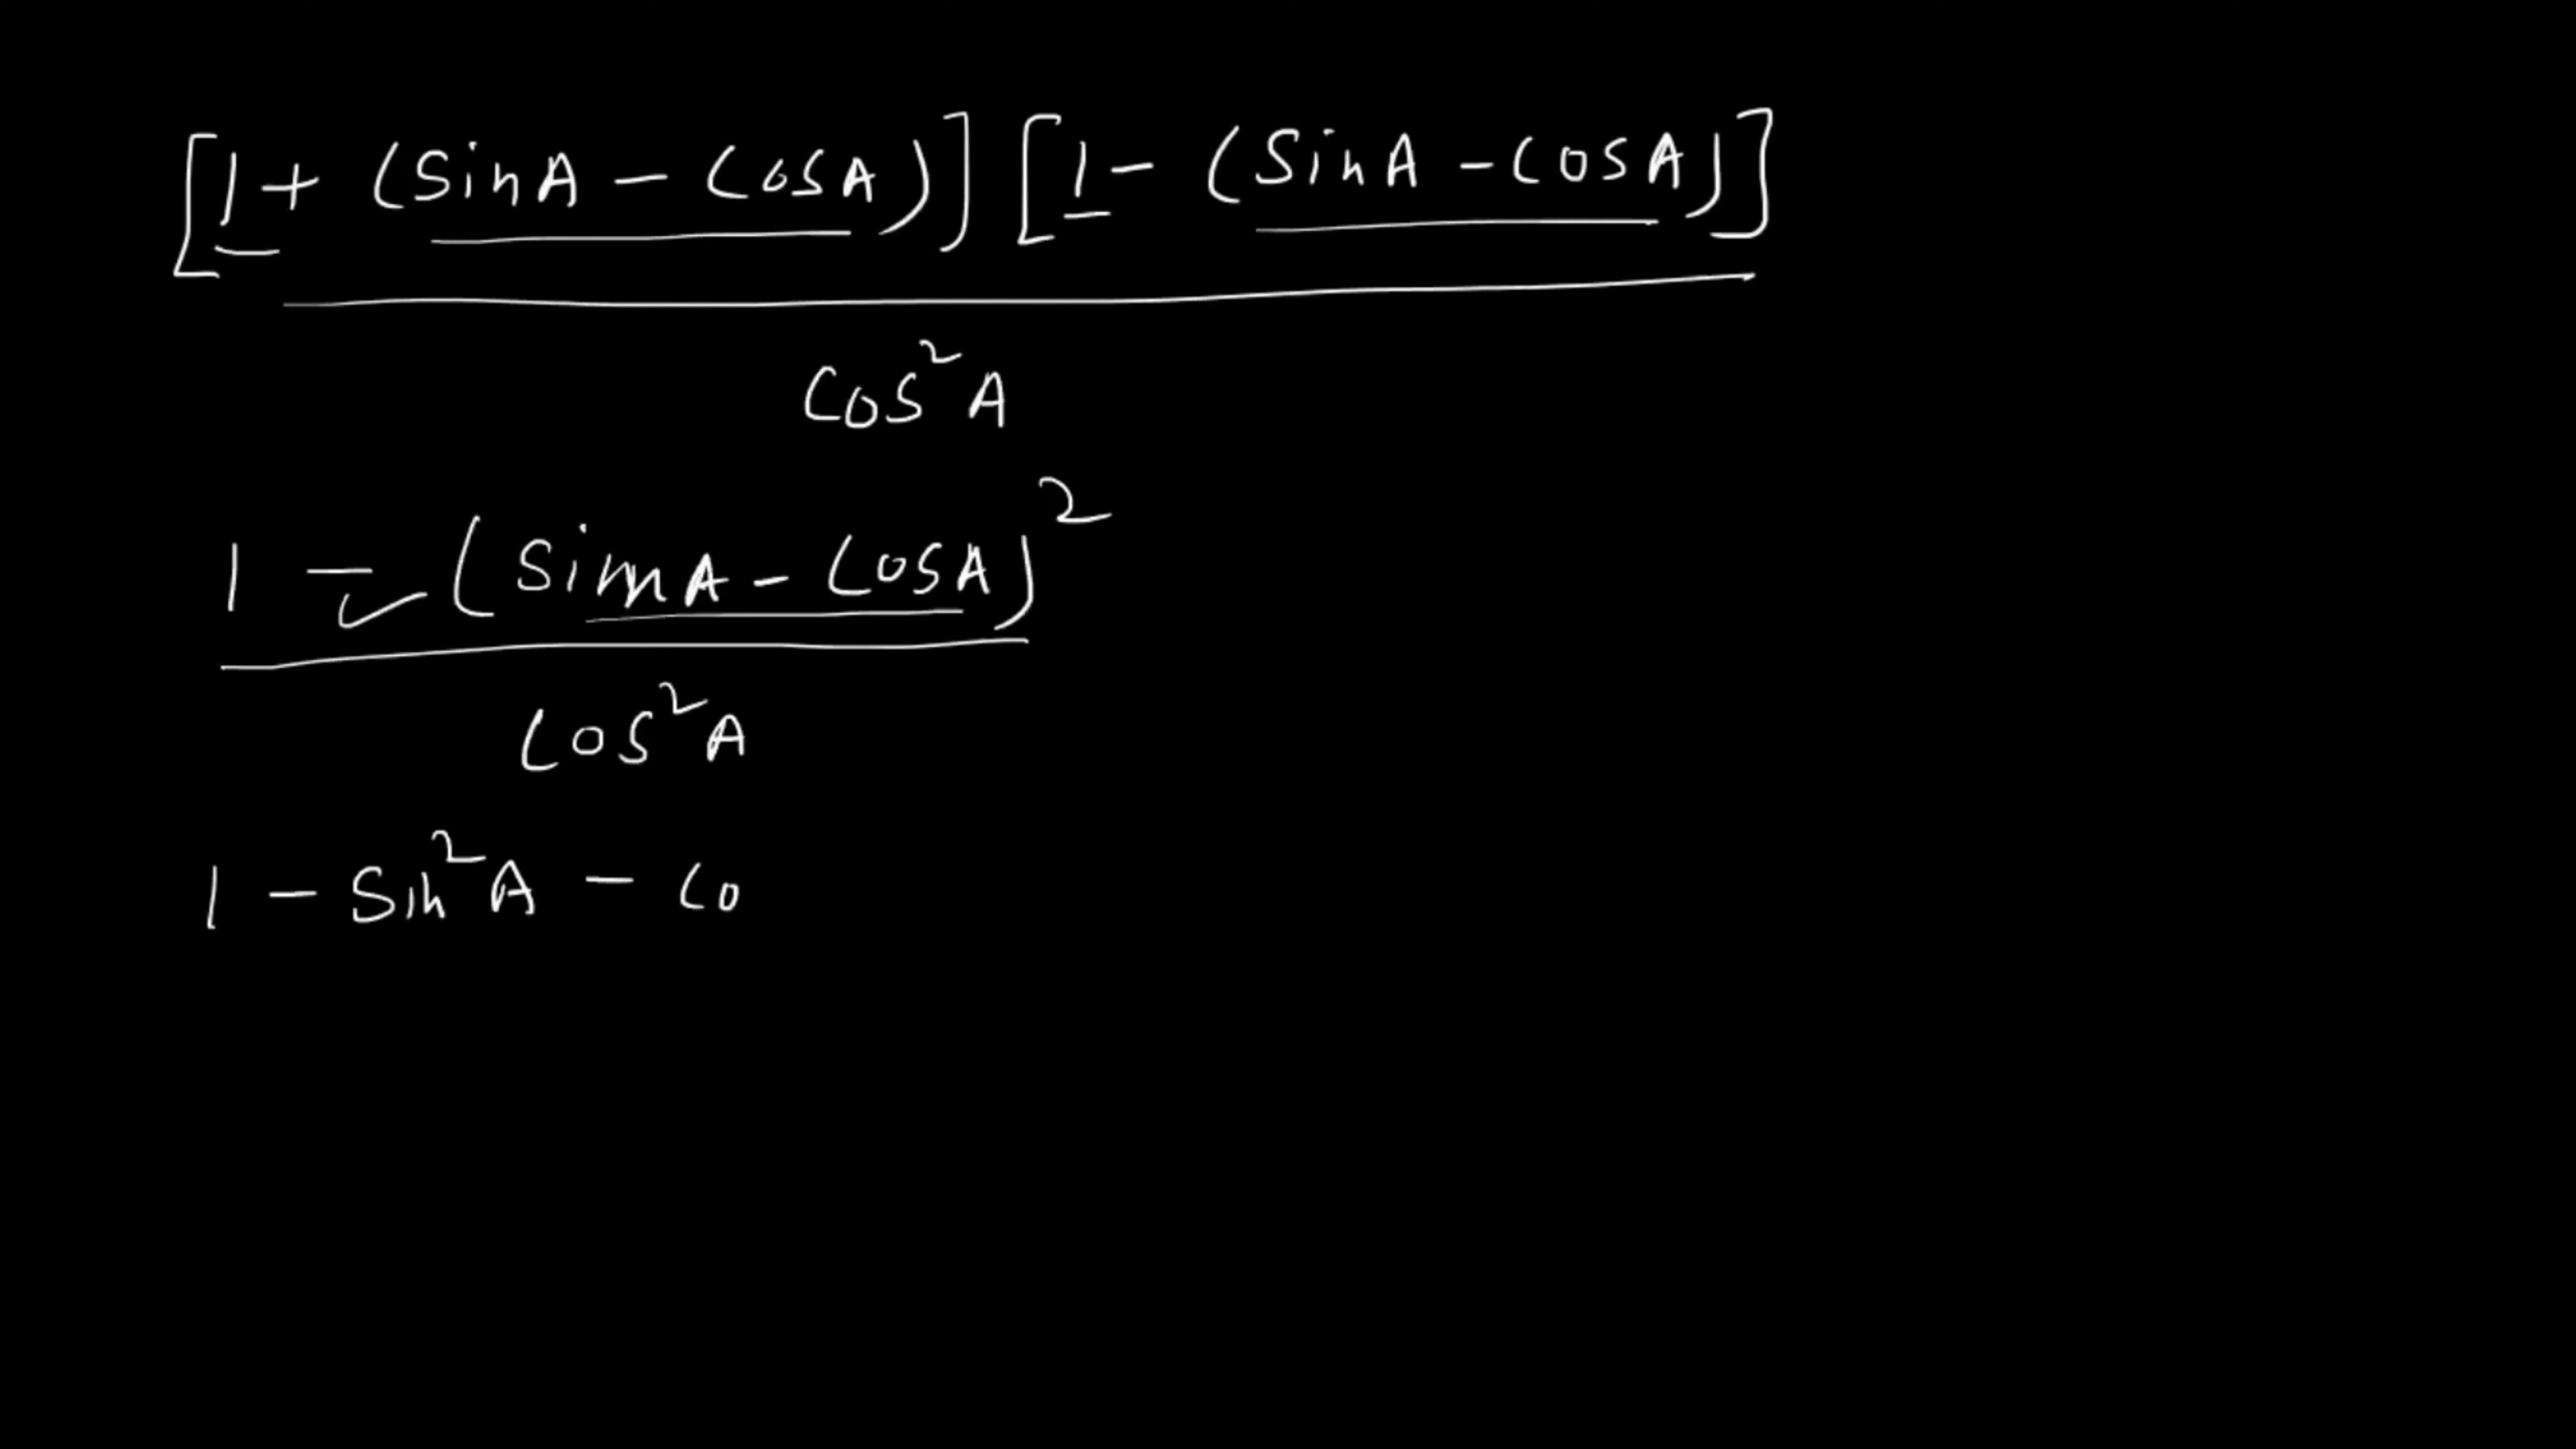 [1 + (SinA - CosA)] [1 - (SinA - CosA)]
Cos²A
1 - (SinA - CosA)²
Cos²A
1 - Sin²A - Co